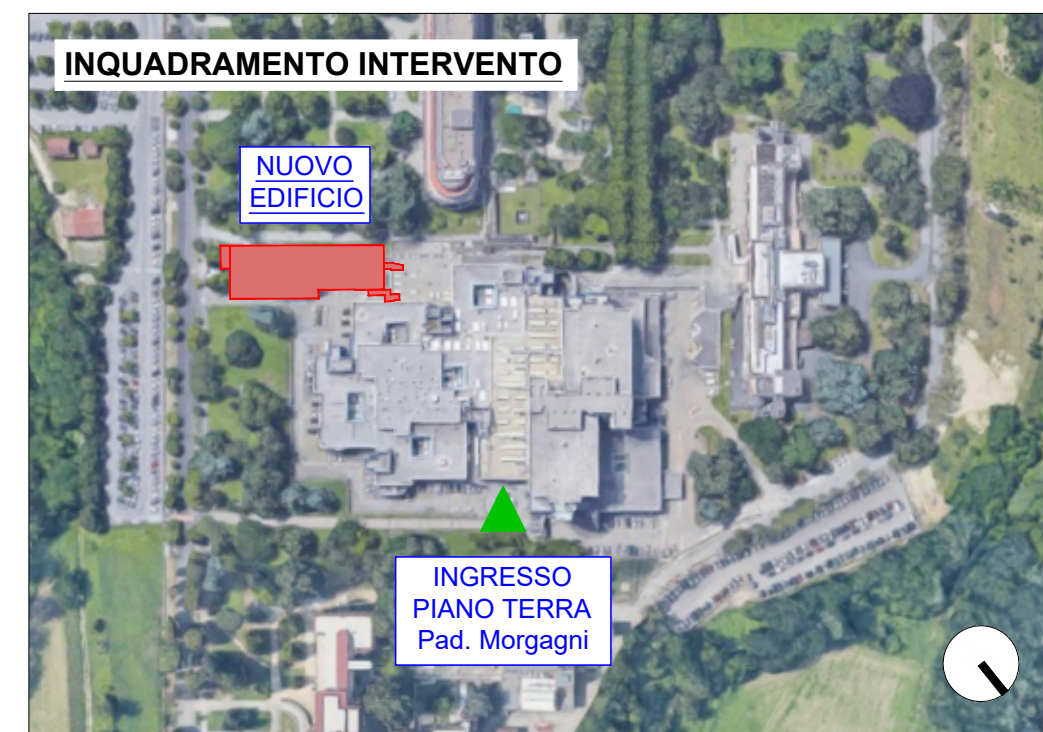 INQUADRAMENTO INTERVENTO
NUOVO
EDIFICIO
INGRESSO
PIANO TERRA
Pad. Morgagni